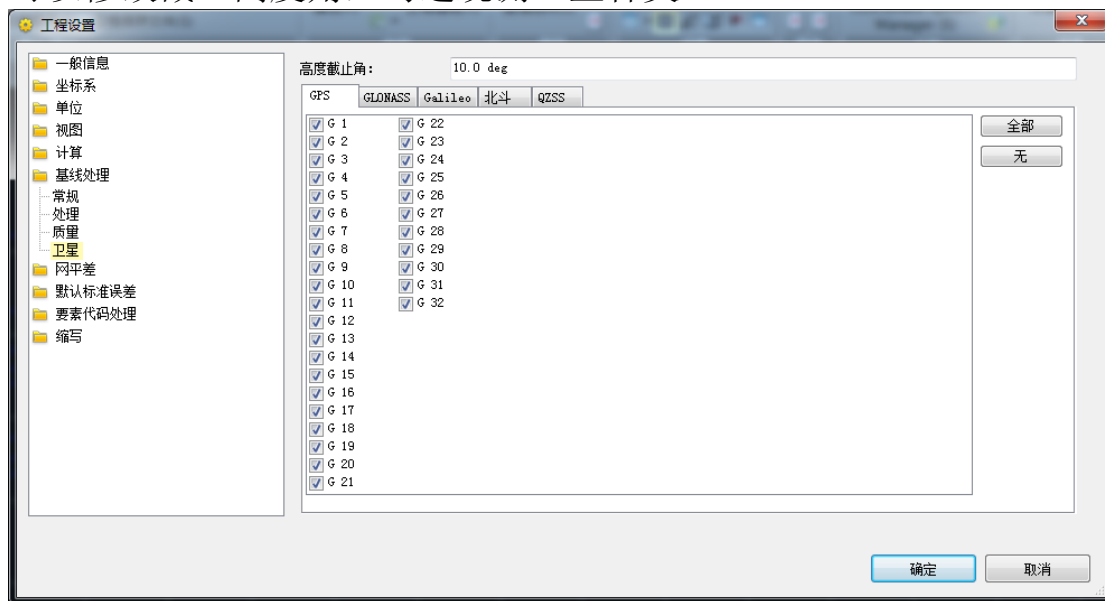 工程设置
一般信息
坐标系
单位
视图
计算
基线处理
常规
处理
质量
卫星
网平差
默认标准误差
要素代码处理
缩写
高度截止角: 10.0 deg
GPS GLONASS Galileo 北斗 QZSS
G 1 G 22
G 2 G 23
G 3 G 24
G 4 G 25
G 5 G 26
G 6 G 27
G 7 G 28
G 8 G 29
G 9 G 30
G 10 G 31
G 11 G 32
G 12
G 13
G 14
G 15
G 16
G 17
G 18
G 19
G 20
G 21
全部
无
确定 取消